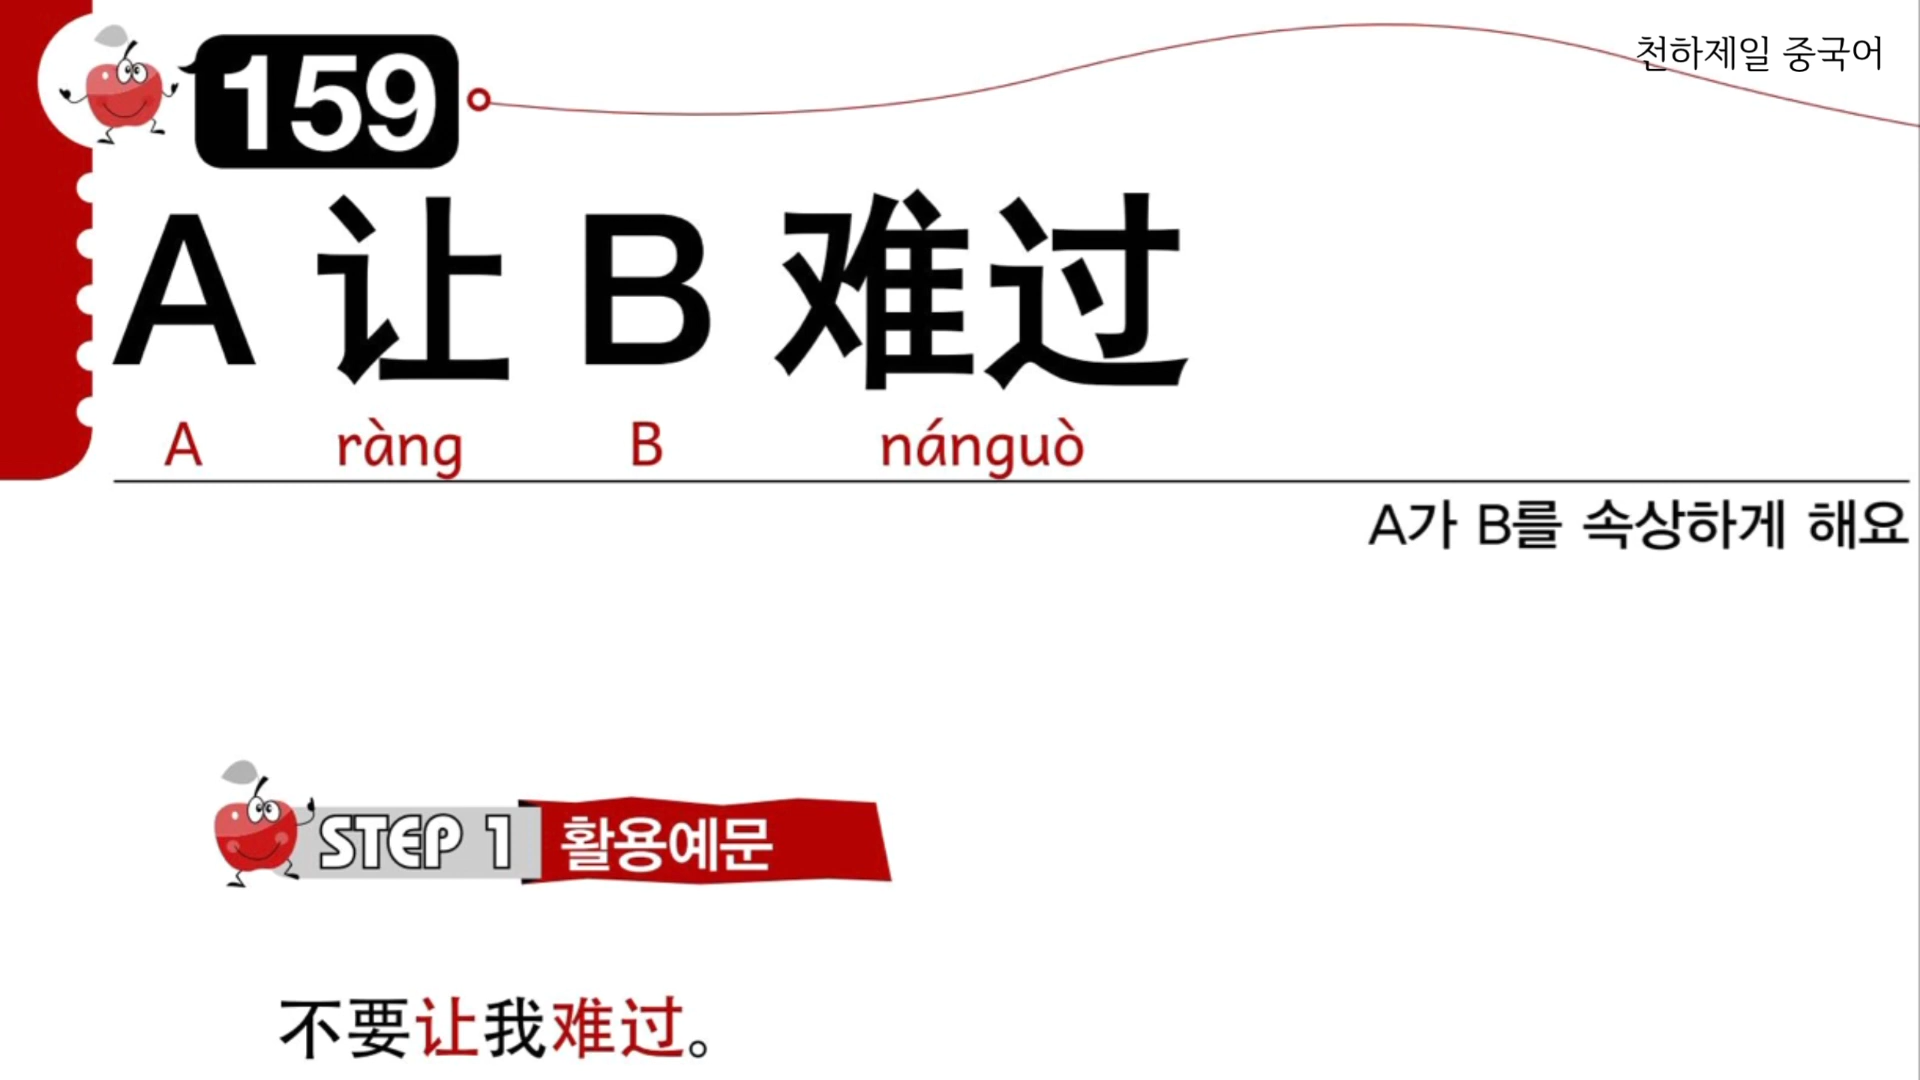 천하제일 중국어
159
A 让 B 难过
A ràng B nánguò
A가 B를 속상하게 해요
STEP 1 활용예문
不要让我难过。